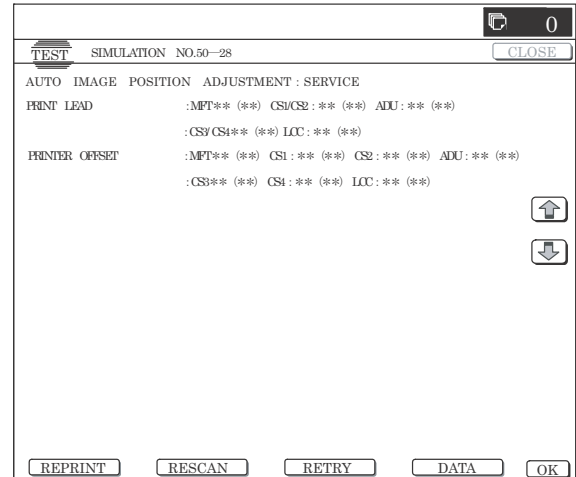 0
TEST SIMULATION NO.50-28 CLOSE
AUTO IMAGE POSITION ADJUSTMENT : SERVICE
PRINT LEAD :MFT** (**) CS1/CS2 : ** (**) ADU : ** (**)
:CS3/CS4** (**) LCC : ** (**)
PRINTER OFFSET :MFT** (**) CS1 : ** (**) CS2 : ** (**) ADU : ** (**)
:CS3** (**) CS4 : ** (**) LCC : ** (**)
REPRINT RESCAN RETRY DATA OK